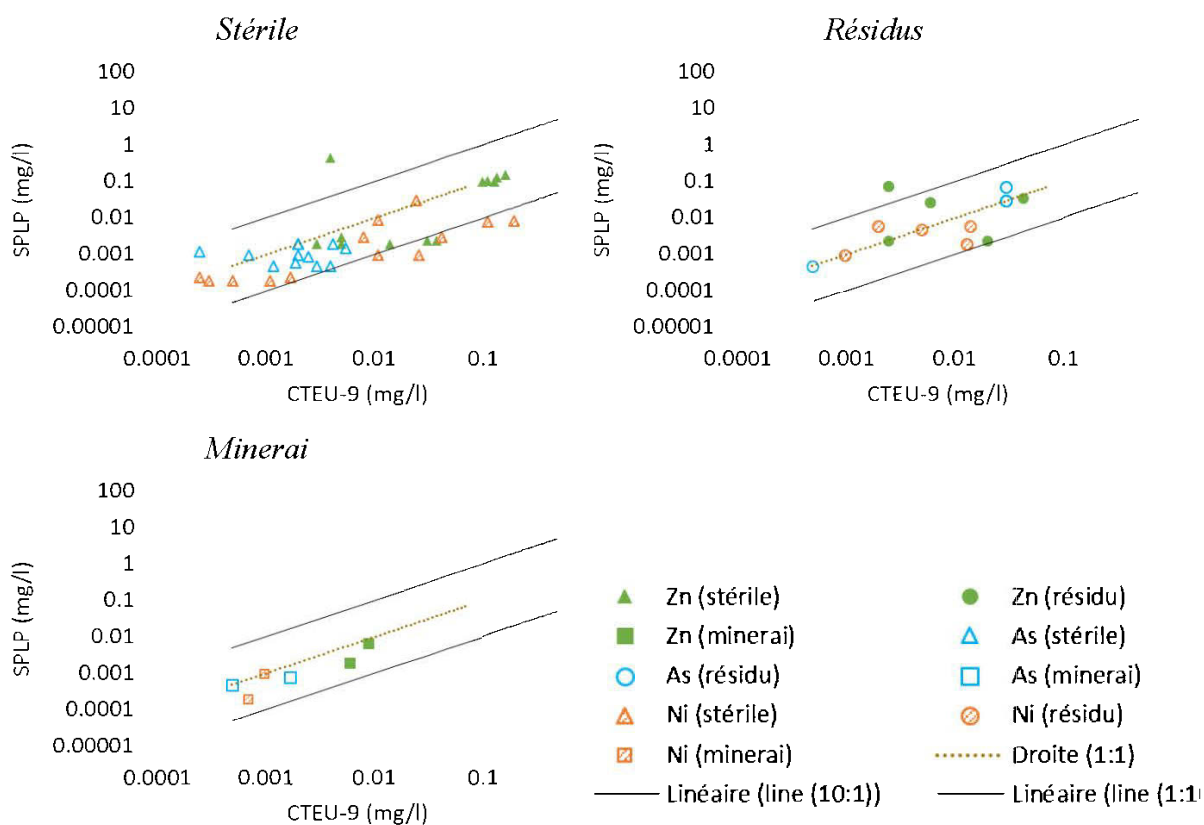 Stérile
SPLP (mg/l)
100
10
1
0.1
0.01
0.001
0.0001
0.00001
0.0001 0.001 0.01 0.1
CTEU-9 (mg/l)
Résidus
SPLP (mg/l)
100
10
1
0.1
0.01
0.001
0.0001
0.00001
0.0001 0.001 0.01 0.1
CTEU-9 (mg/l)
Minerai
SPLP (mg/l)
100
10
1
0.1
0.01
0.001
0.0001
0.00001
0.0001 0.001 0.01 0.1
CTEU-9 (mg/l)
Zn (stérile) Zn (résidu)
Zn (minerai) As (stérile)
As (résidu) As (minerai)
Ni (stérile) Ni (résidu)
Ni (minerai) Droite (1:1)
Linéaire (line (10:1)) Linéaire (line (1:1